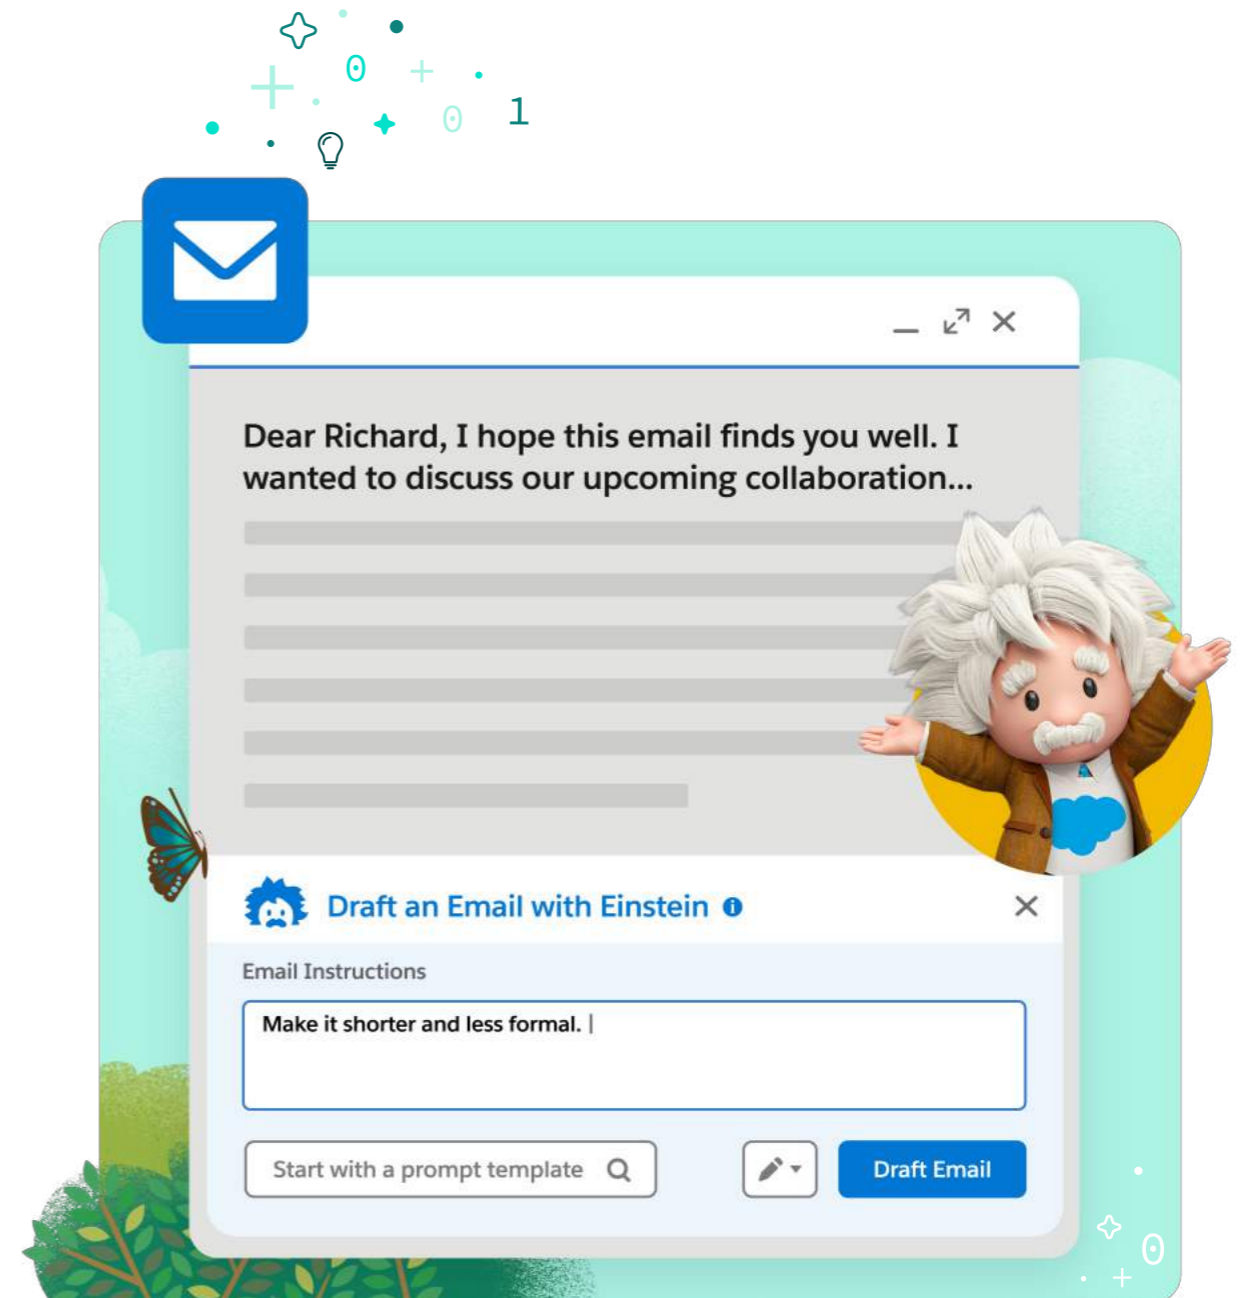 0
0 1
Dear Richard, I hope this email finds you well. I
wanted to discuss our upcoming collaboration...
Draft an Email with Einstein
Email Instructions
Make it shorter and less formal. |
Start with a prompt template
Draft Email
0